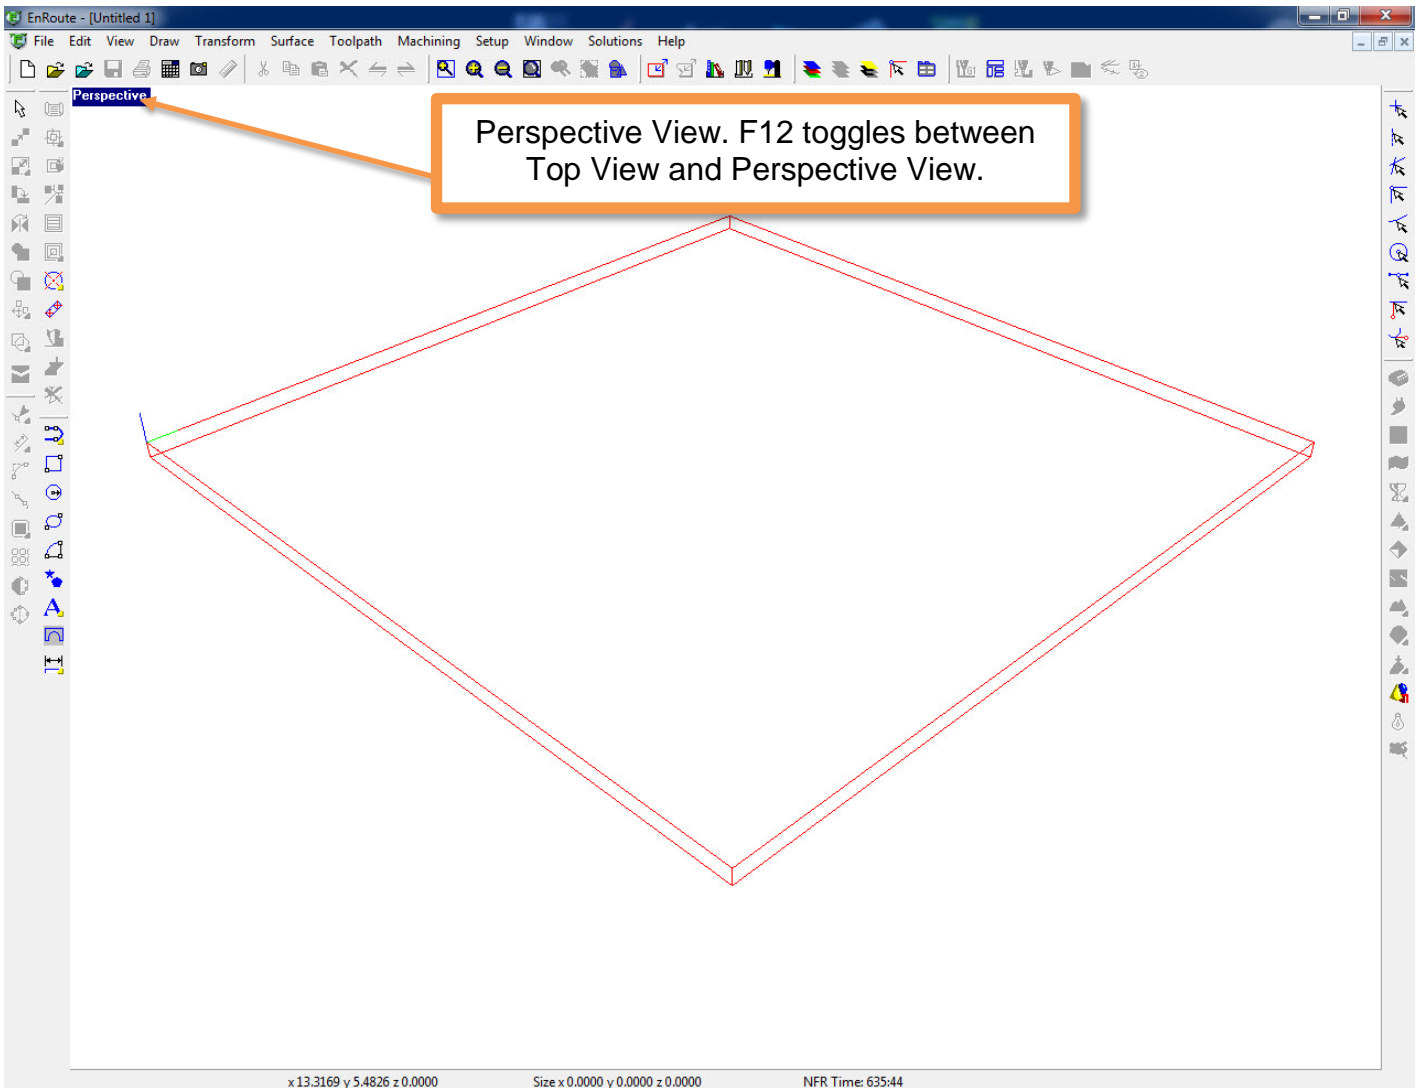 EnRoute - [Untitled 1]
File Edit View Draw Transform Surface Toolpath Machining Setup Window Solutions Help
Perspective
Perspective View. F12 toggles between
Top View and Perspective View.
x 13.3169 y 5.4826 z 0.0000 Size x 0.0000 y 0.0000 z 0.0000 NFR Time: 635:44